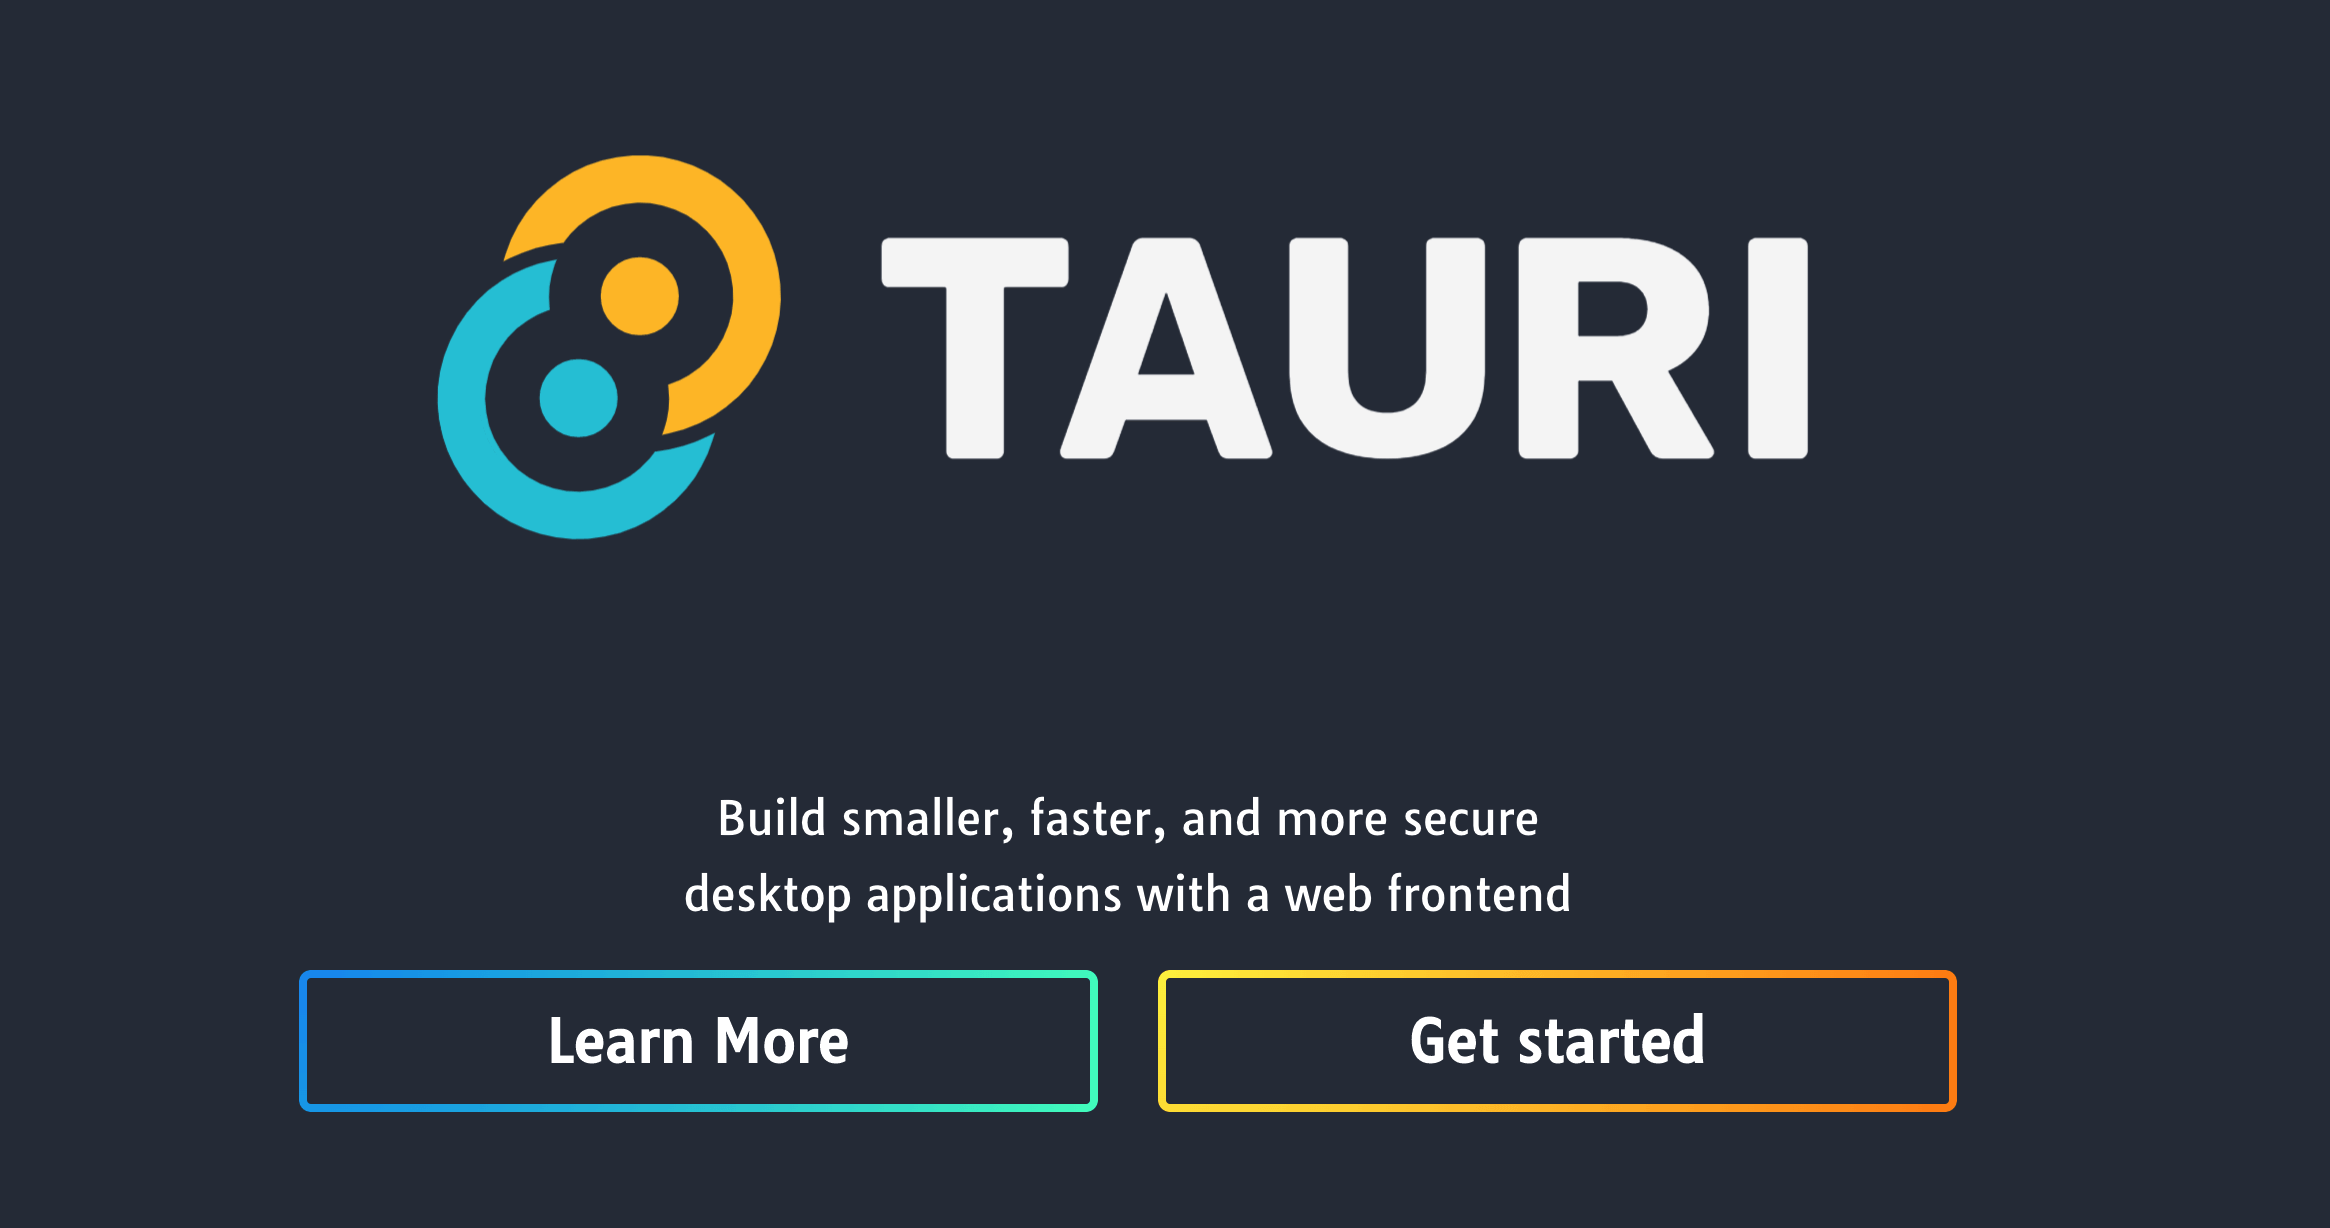 TAURI
Build smaller, faster, and more secure
desktop applications with a web frontend
Learn More
Get started